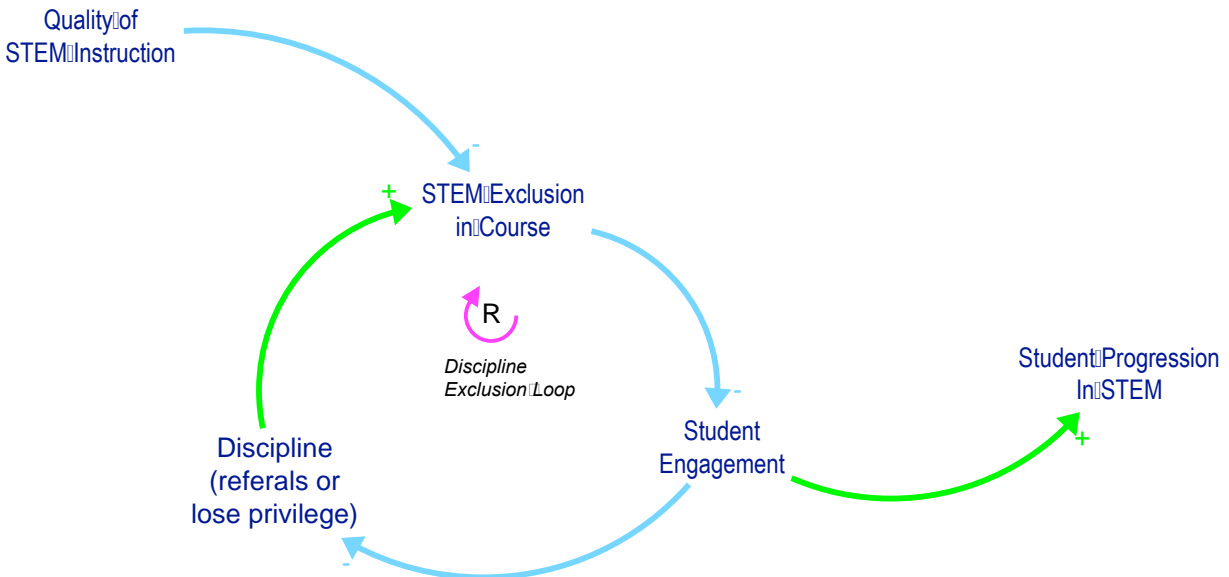 Quality of
STEM Instruction
-
+
STEM Exclusion
in Course
R
Discipline
Exclusion Loop
Student Progression
In STEM
-
+
Student
Engagement
Discipline
(referals or
lose privilege)
-